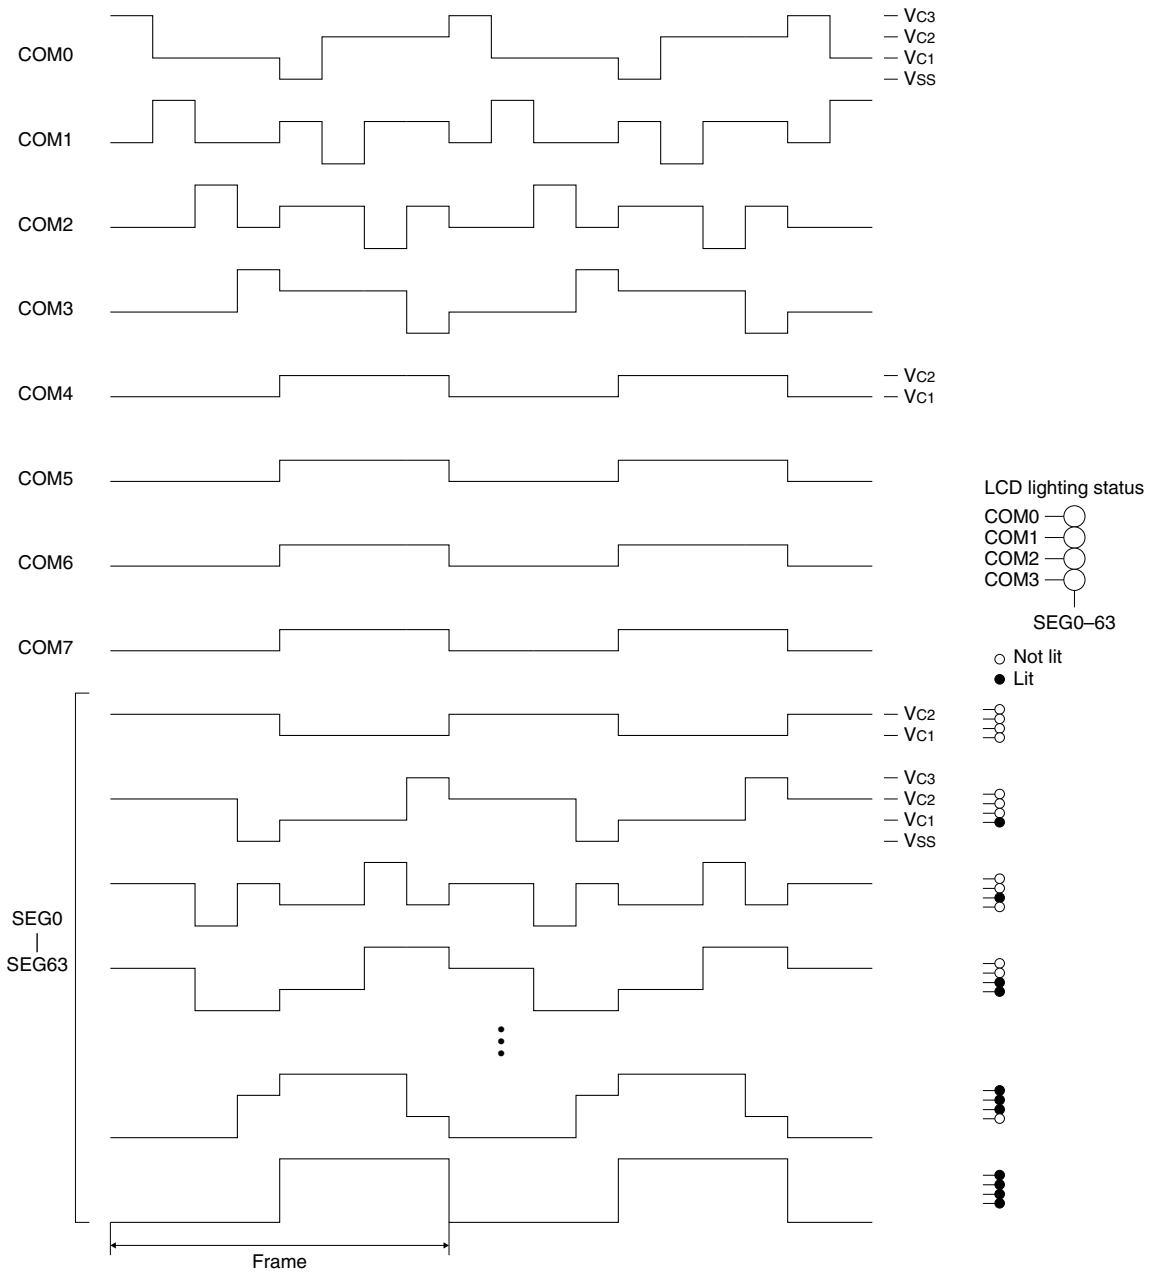 COM0
VC3
VC2
VC1
VSS
COM1
COM2
COM3
COM4
VC2
VC1
COM5
COM6
COM7
LCD lighting status
COM0
COM1
COM2
COM3
SEG0–63
Not lit
Lit
VC2
VC1
VC3
VC2
VC1
VSS
SEG0
SEG63
Frame